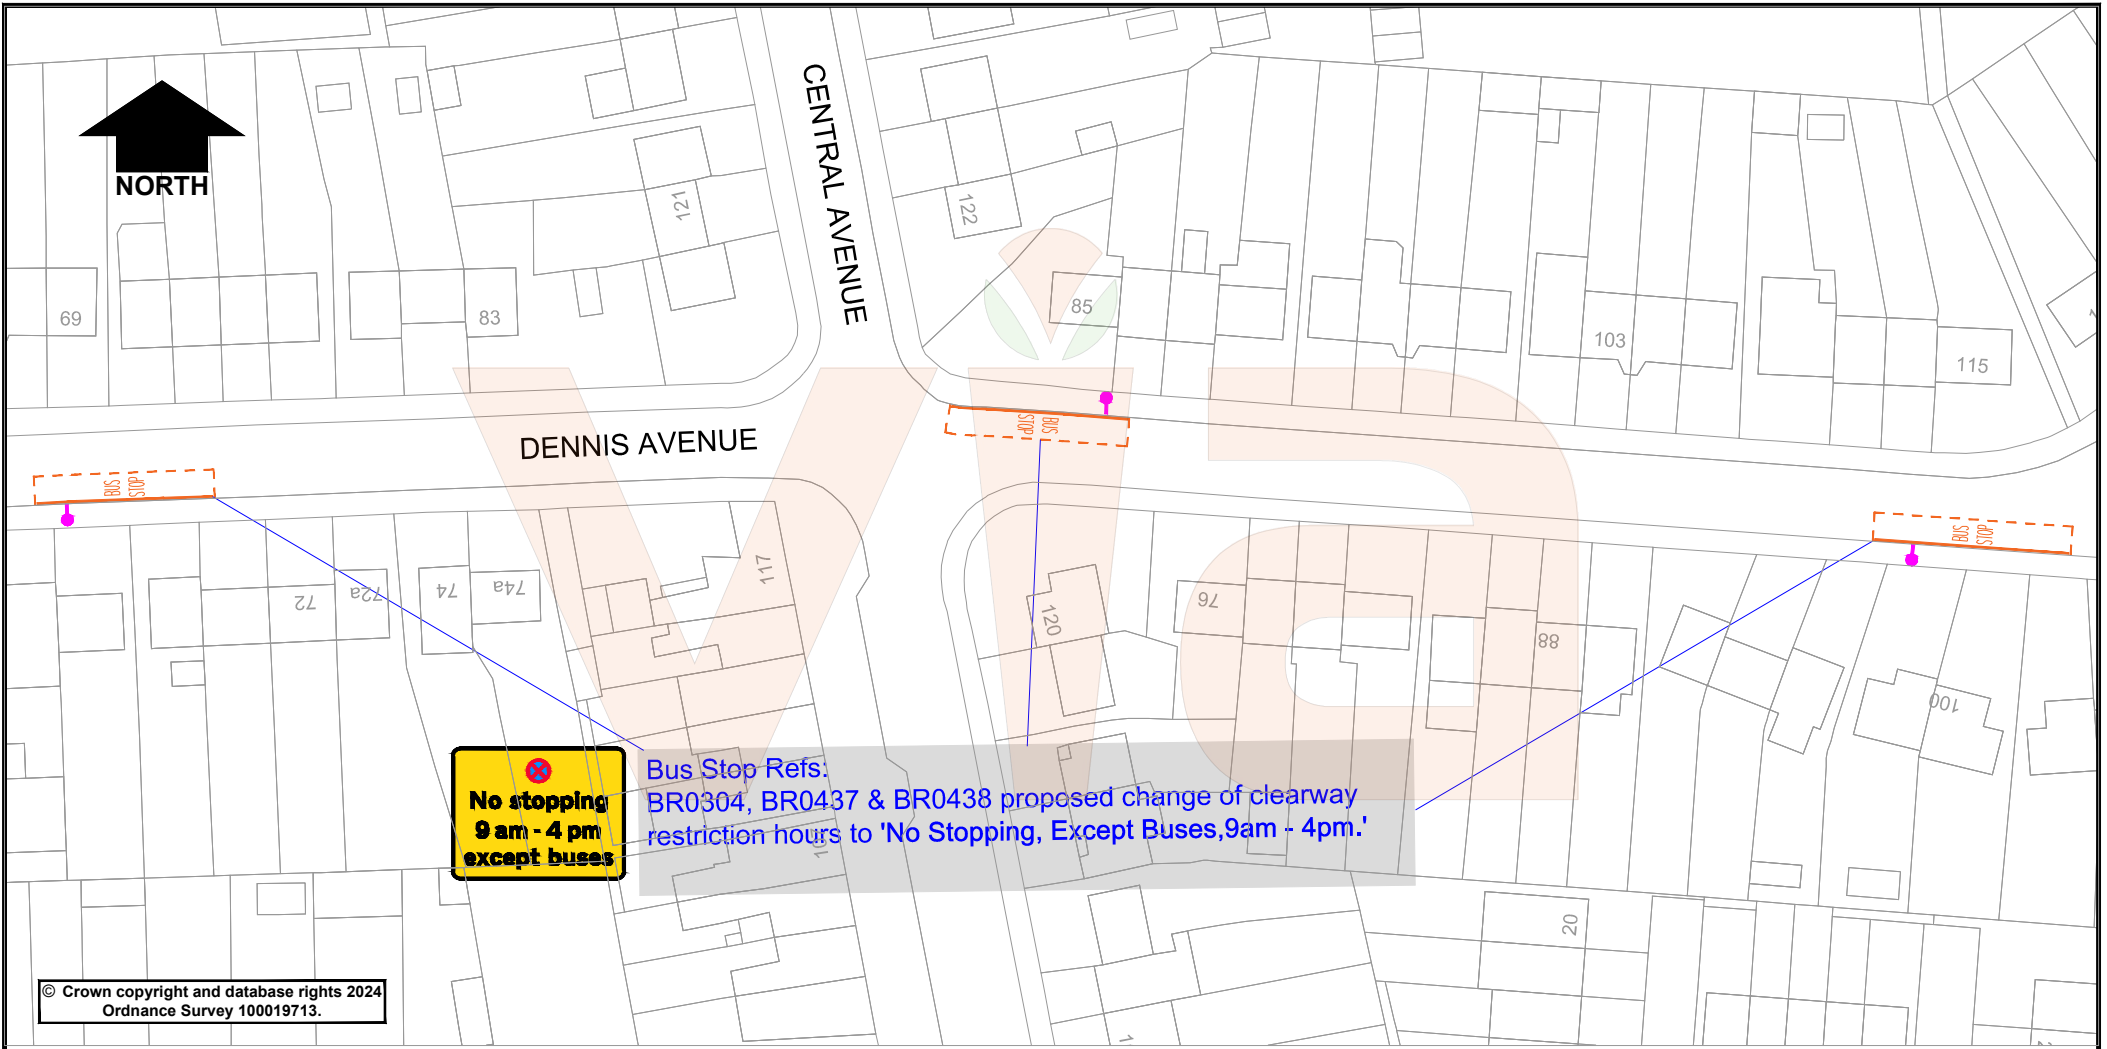 NORTH
CENTRAL AVENUE
121
122
69
83
85
103
115
DENNIS AVENUE
BUS
STOP
BUS
STOP
BUS
STOP
72
72a
74
74a
117
120
76
88
100
No stopping
9 am - 4 pm
except buses
Bus Stop Refs:
BR0304, BR0437 & BR0438 proposed change of clearway
restriction hours to 'No Stopping, Except Buses,9am - 4pm.'
101
20
via
© Crown copyright and database rights 2024
Ordnance Survey 100019713.